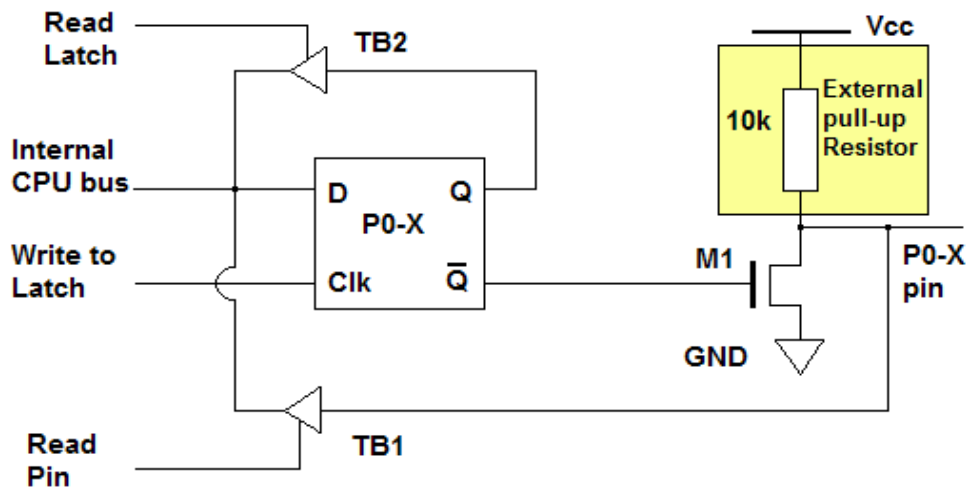 Read
Latch
TB2
Vcc
External
pull-up
Resistor
10k
Internal
CPU bus
D
Q
P0-X
Write to
Latch
Clk
Q̅
M1
P0-X
pin
GND
Read
Pin
TB1